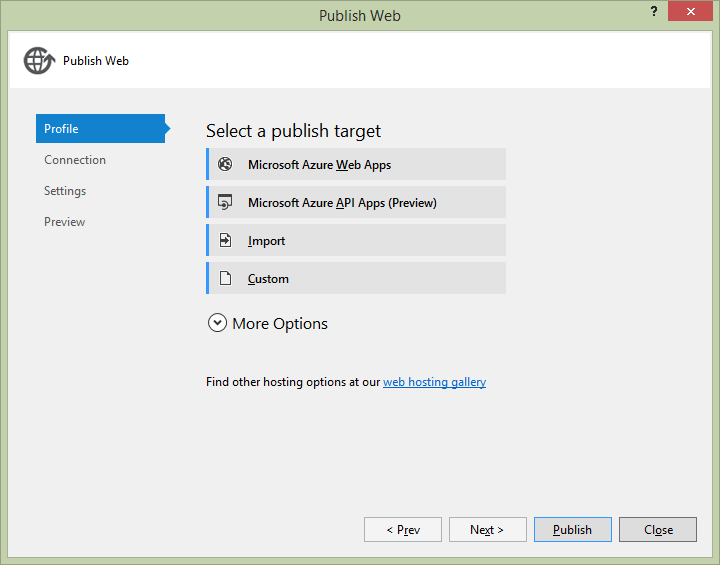 Publish Web
?
Publish Web
Profile
Connection
Settings
Preview
Select a publish target
Microsoft Azure Web Apps
Microsoft Azure API Apps (Preview)
Import
Custom
More Options
Find other hosting options at our web hosting gallery
< Prev
Next >
Publish
Close